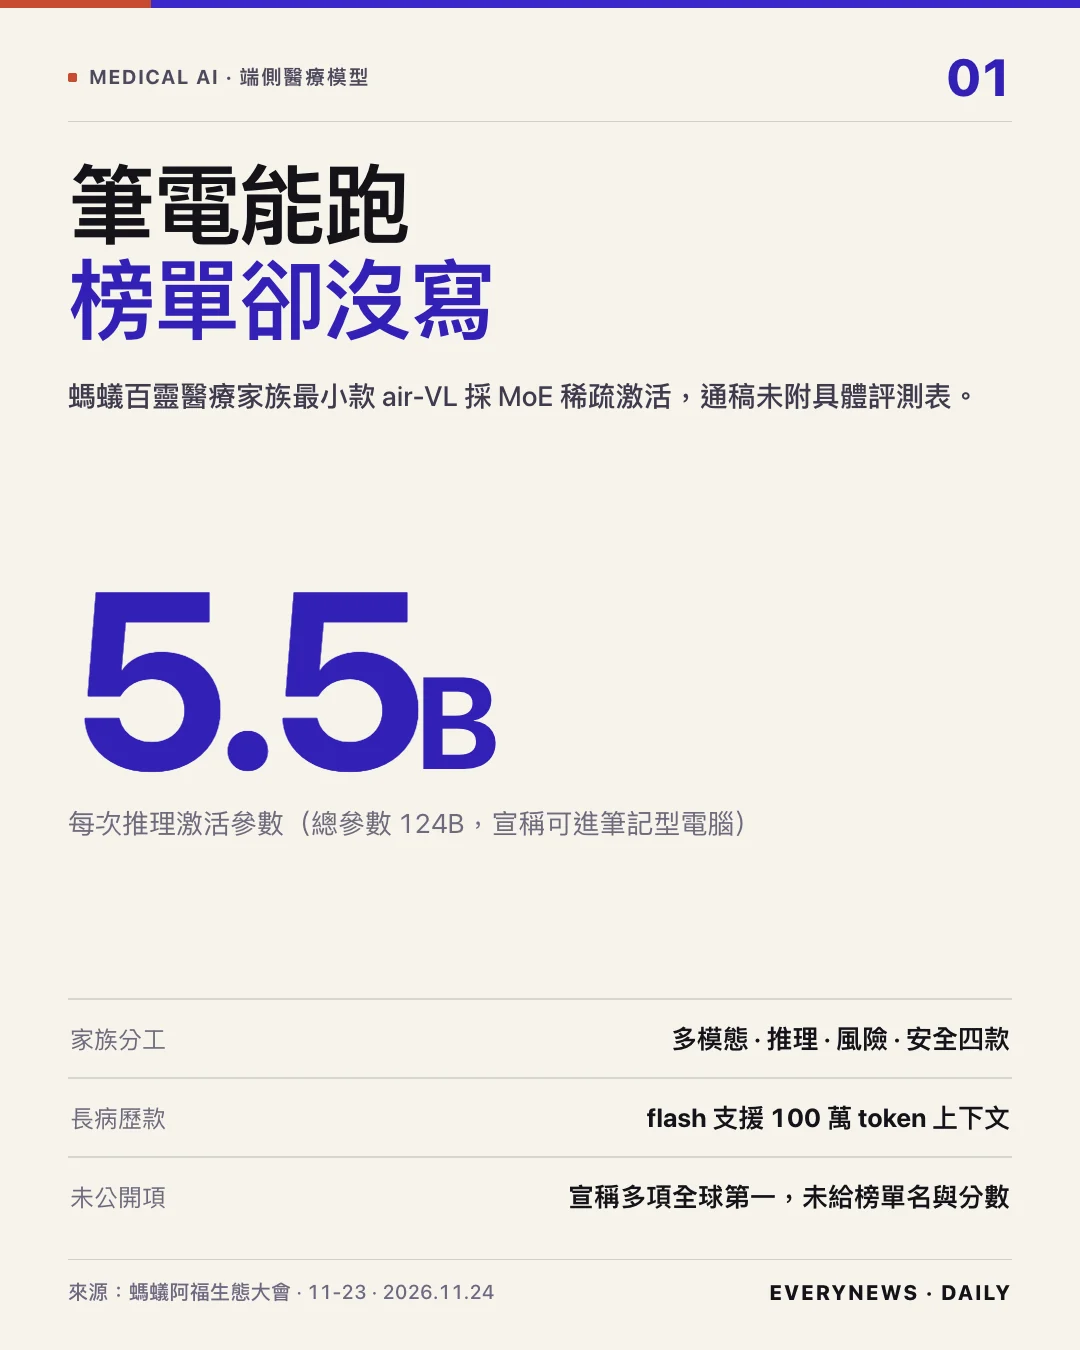 MEDICAL AI · 端側醫療模型
01
筆電能跑
榜單卻沒寫
螞蟻百靈醫療家族最小款 air-VL 採 MoE 稀疏激活，通稿未附具體評測表。
5.5B
每次推理激活參數（總參數 124B，宣稱可進筆記型電腦）
家族分工
多模態 · 推理 · 風險 · 安全四款
長病歷款
flash 支援 100 萬 token 上下文
未公開項
宣稱多項全球第一，未給榜單名與分數
來源：螞蟻阿福生態大會 · 11-23 · 2026.11.24
EVERYNEWS · DAILY